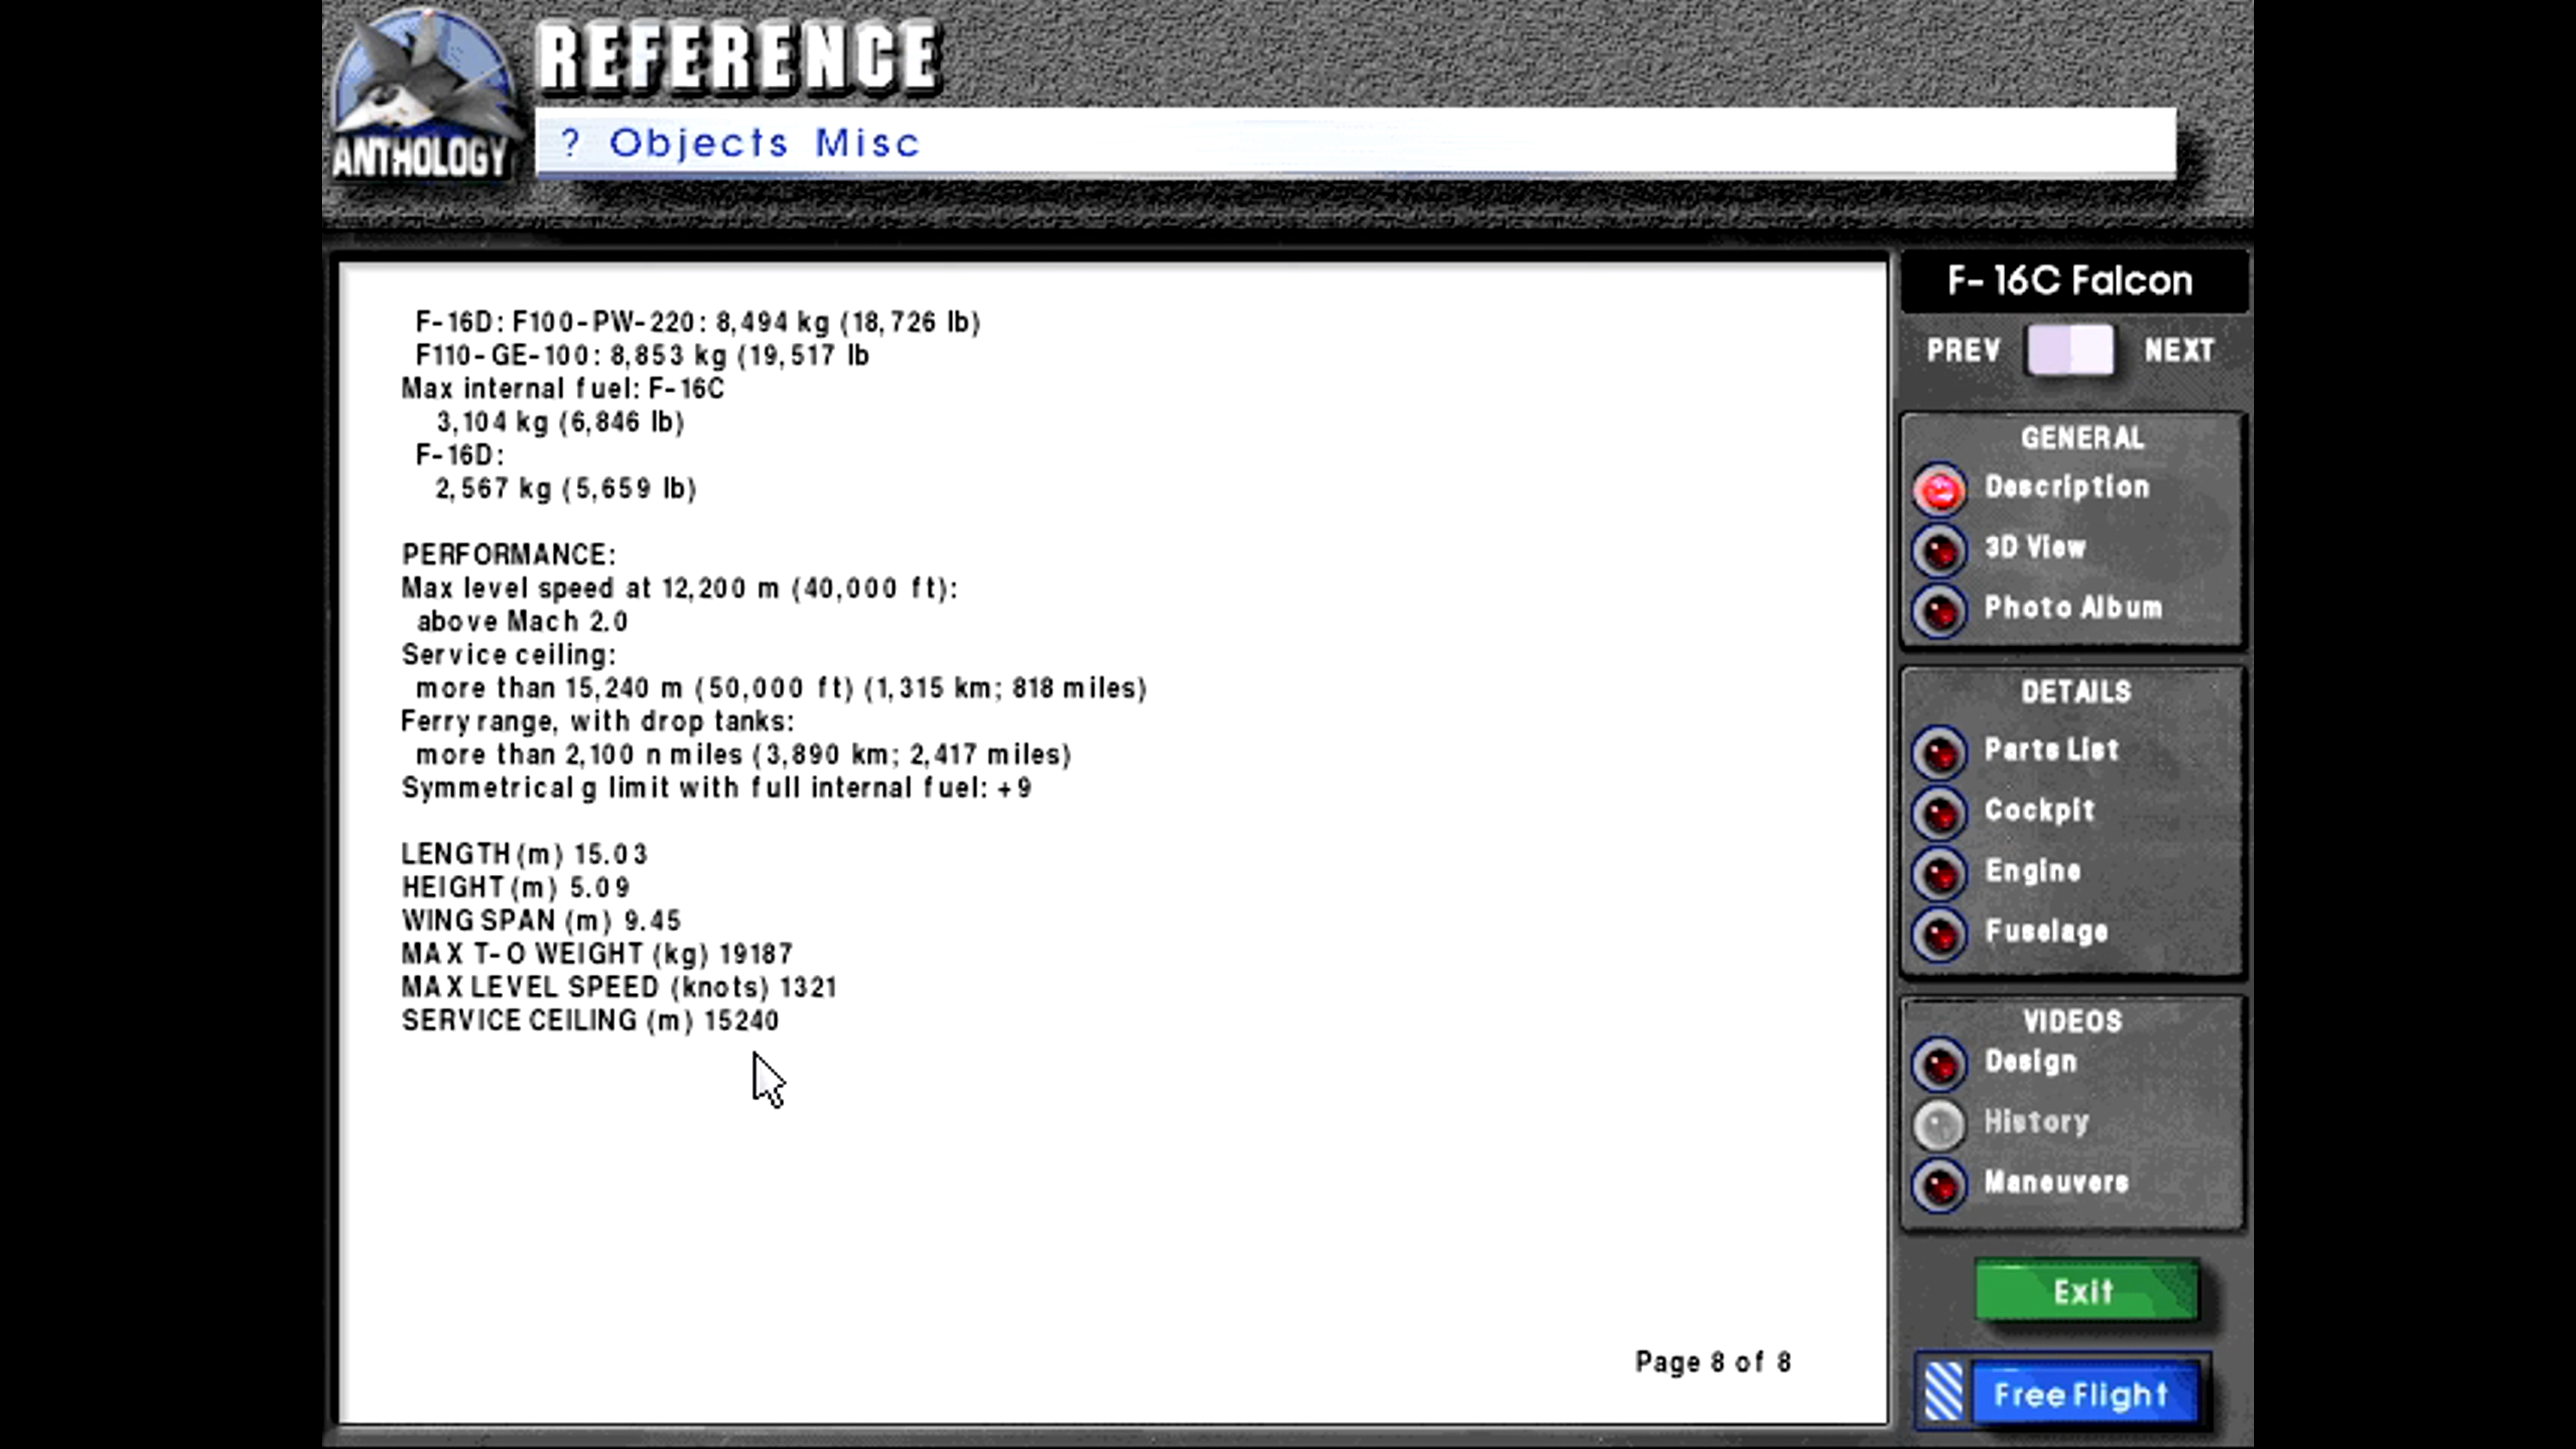 REFERENCE
ANTHOLOGY
? Objects Misc
F-16D: F100-PW-220: 8,494 kg (18,726 lb)
F110-GE-100: 8,853 kg (19,517 lb
Max internal fuel: F-16C
3,104 kg (6,846 lb)
F-16D:
2,567 kg (5,659 lb)
PERFORMANCE:
Max level speed at 12,200 m (40,000 ft):
above Mach 2.0
Service ceiling:
more than 15,240 m (50,000 ft) (1,315 km; 818 miles)
Ferry range, with drop tanks:
more than 2,100 n miles (3,890 km; 2,417 miles)
Symmetrical g limit with full internal fuel: +9
LENGTH (m) 15.03
HEIGHT (m) 5.09
WING SPAN (m) 9.45
MAX T-O WEIGHT (kg) 19187
MAX LEVEL SPEED (knots) 1321
SERVICE CEILING (m) 15240
Page 8 of 8
F-16C Falcon
PREV NEXT
GENERAL
Description
3D View
Photo Album
DETAILS
Parts List
Cockpit
Engine
Fuselage
VIDEOS
Design
History
Maneuvers
Exit
Free Flight